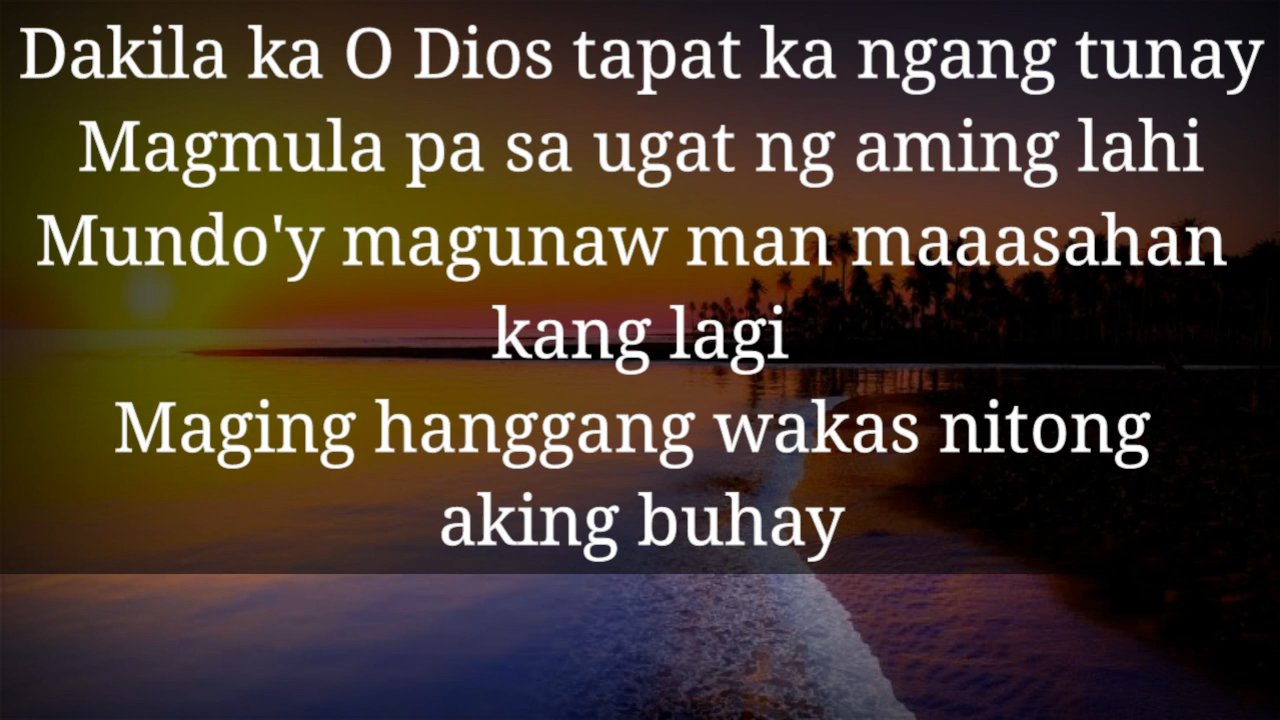 Dakila ka O Dios tapat ka ngang tunay
Magmula pa sa ugat ng aming lahi
Mundo'y magunaw man maaasahan
kang lagi
Maging hanggang wakas nitong
aking buhay